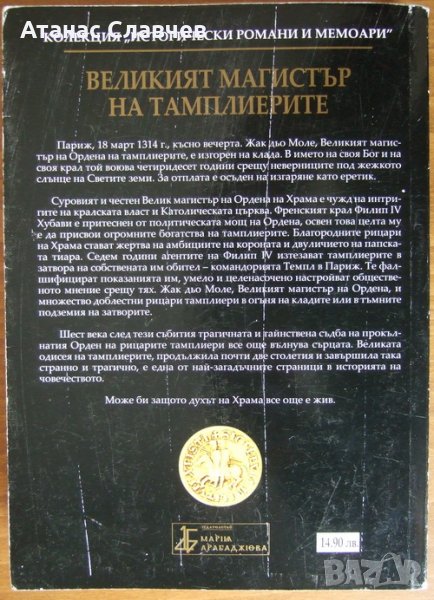 Атанас Славчев
КОЛЕКЦИЯ „ИСТОРИЧЕСКИ РОМАНИ И МЕМОАРИ"
ВЕЛИКИЯТ МАГИСТЪР
НА ТАМПЛИЕРИТЕ
Париж, 18 март 1314 г., късно вечерта. Жак дьо Моле, Великият магис-
тър на Ордена на тамплиерите, е изгорен на клада. В името на своя Бог и на
своя крал той воюва четиридесет години срещу неверниците под жежкото
слънце на Светите земи. За отплата е осъден на изгаряне като еретик.
Суровият и честен Велик магистър на Ордена на Храма е чужд на интри-
гите на кралската власт и Католическата църква. Френският крал Филип IV
Хубави е притеснен от политическата мощ на Ордена, освен това целта му
е да присвои огромните богатства на тамплиерите. Благородните рицари
на Храма стават жертва на амбициите на короната и двуличието на папска-
та тиара. Седем години агентите на Филип IV изтезават тамплиерите в
затвора на собствената им обител – командорията Темпл в Париж. Те фал-
шифицират показанията им, умело и целенасочено настройват обществе-
ното мнение срещу тях. Жак дьо Моле, Великият магистър на Ордена, и
множество доблестни рицари тамплиери в огъня на кладите или в тъмните
подземия на затворите.
Шест века след тези събития трагичната и тайнствена съдба на прокъл-
натия Орден на рицарите тамплиери все още вълнува сърцата. Великата
одисея на тамплиерите, продължила почти две столетия и завършила така
странно и трагично, е една от най-загадъчните страници в историята на
човечеството.
Може би защото духът на Храма все още е жив.
ИЗДАТЕЛСТВО
МАРИЯ
АРАБАДЖИЕВА
14.90 лв.
BAZAR.bg